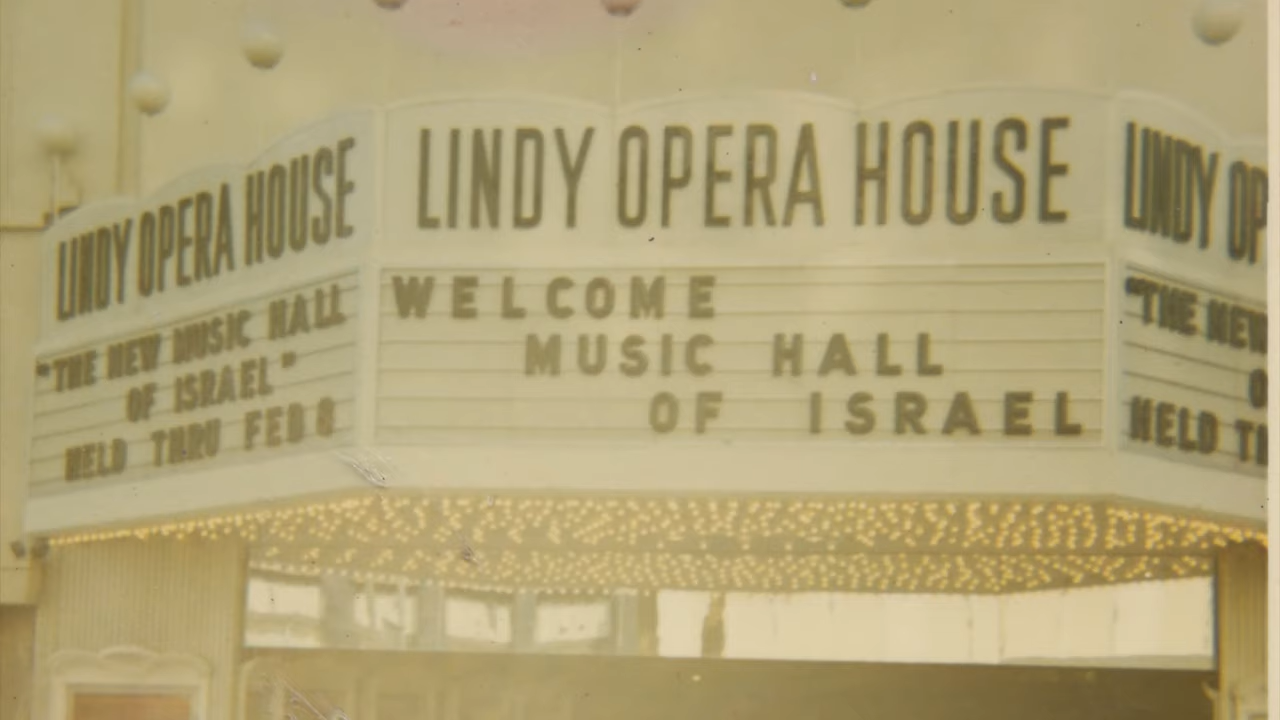 LINDY OPERA HOUSE
"THE NEW MUSIC HALL
OF ISRAEL"
HELD THRU FEB 8
LINDY OPERA HOUSE
WELCOME
MUSIC HALL
OF ISRAEL
LINDY
"THE NEW
HELD